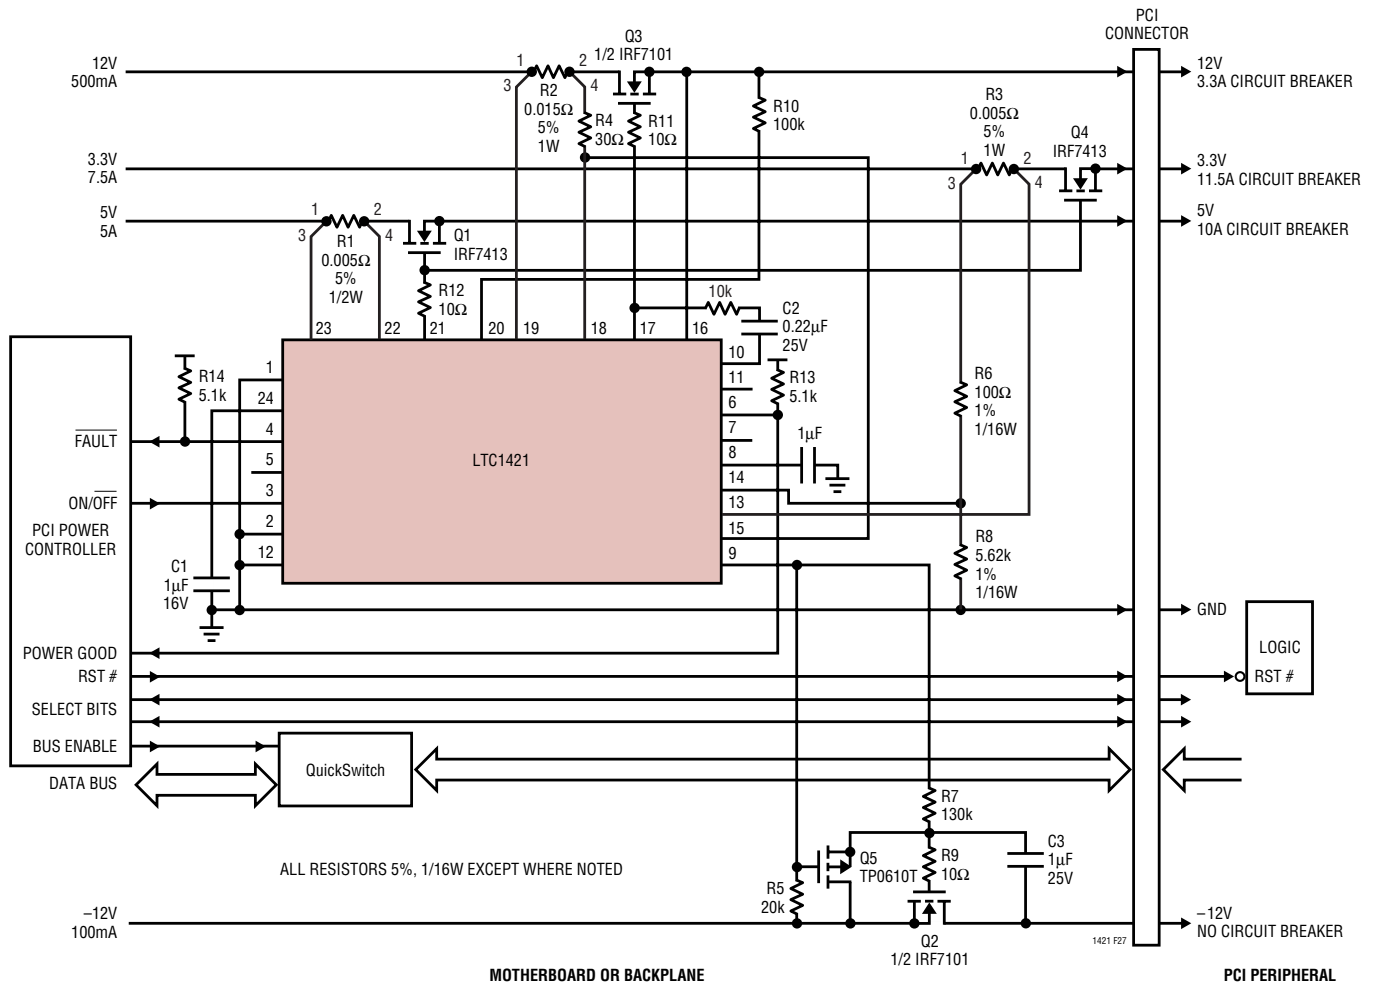 PCI
CONNECTOR
12V
500mA
1
2
3
4
R2
0.015Ω
5%
1W
Q3
1/2 IRF7101
R4
30Ω
R11
10Ω
R10
100k
R3
0.005Ω
5%
1W
1
2
3
4
Q4
IRF7413
12V
3.3A CIRCUIT BREAKER
3.3V
7.5A
3.3V
11.5A CIRCUIT BREAKER
5V
5A
1
2
3
4
R1
0.005Ω
5%
1/2W
Q1
IRF7413
R12
10Ω
5V
10A CIRCUIT BREAKER
10k
C2
0.22µF
25V
23
22
21
20
19
18
17
16
R14
5.1k
R13
5.1k
1
24
4
5
3
2
12
LTC1421
10
11
6
7
8
14
13
15
9
1µF
R6
100Ω
1%
1/16W
R8
5.62k
1%
1/16W
FAULT
ON/OFF
PCI POWER
CONTROLLER
C1
1µF
16V
GND
LOGIC
RST #
POWER GOOD
RST #
SELECT BITS
BUS ENABLE
DATA BUS
QuickSwitch
R7
130k
R9
10Ω
C3
1µF
25V
Q5
TP0610T
R5
20k
ALL RESISTORS 5%, 1/16W EXCEPT WHERE NOTED
–12V
100mA
Q2
1/2 IRF7101
1421 F27
–12V
NO CIRCUIT BREAKER
MOTHERBOARD OR BACKPLANE
PCI PERIPHERAL